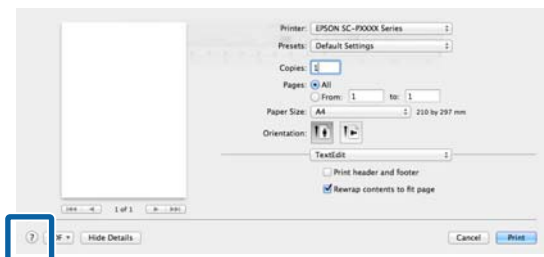 Printer: EPSON SC-PXXXX Series
Presets: Default Settings
Copies: 1
Pages: All
From: 1 to: 1
Paper Size: A4 210 by 297 mm
Orientation:
TextEdit
Print header and footer
Rewrap contents to fit page
1 of 1
? DF Hide Details Cancel Print